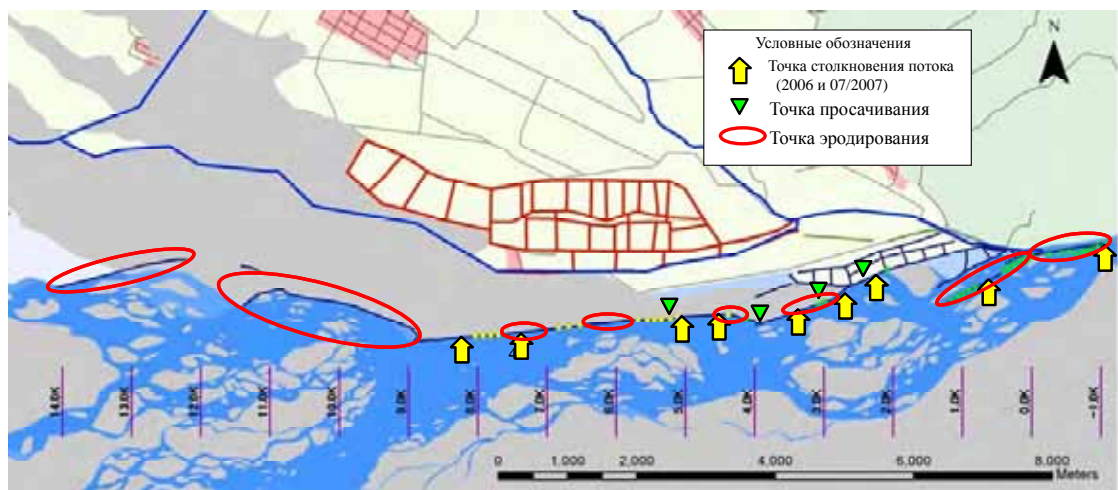 Условные обозначения
N
Точка столкновения потока
(2006 и 07/2007)
Точка просачивания
Точка эродирования
14.0K 13.0K 12.0K 11.0K 10.0K 9.0K 8.0K 7.0K 6.0K 5.0K 4.0K 3.0K 2.0K 1.0K 0.0K -1.0K
0 1.000 2.000 4.000 6.000 8.000
Meters